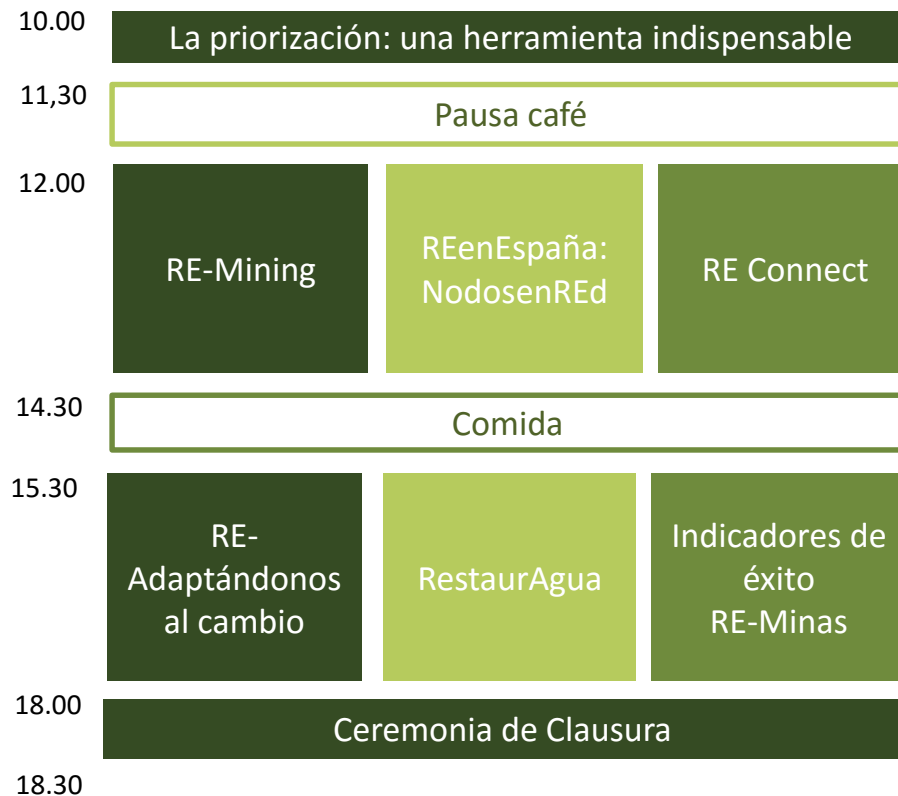 10.00
La priorización: una herramienta indispensable
11,30
Pausa café
12.00
RE-Mining
REenEspaña:
NodosenREd
RE Connect
14.30
Comida
15.30
RE-
Adaptándonos
al cambio
RestaurAgua
Indicadores de
éxito
RE-Minas
18.00
Ceremonia de Clausura
18.30